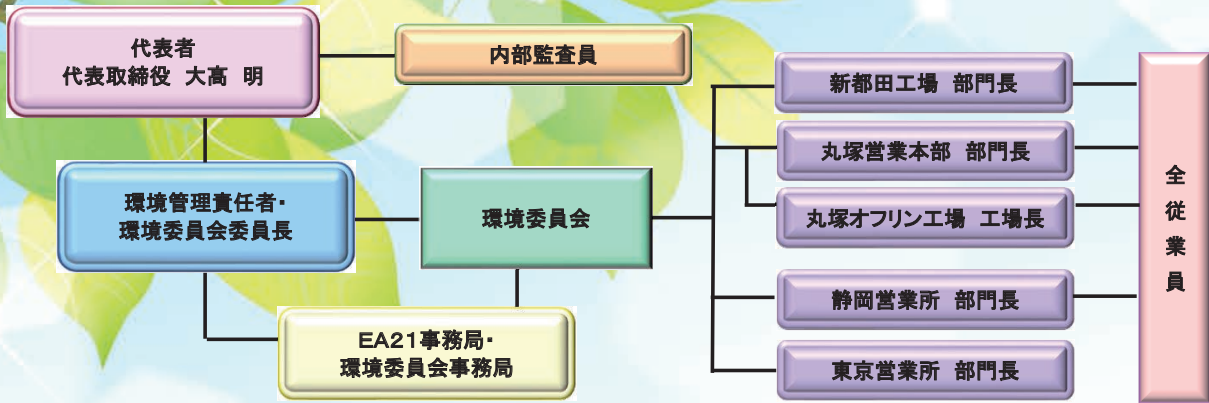 代表者
代表取締役 大高 明
内部監査員
環境管理責任者・
環境委員会委員長
環境委員会
EA21事務局・
環境委員会事務局
新都田工場 部門長
丸塚営業本部 部門長
丸塚オフリン工場 工場長
静岡営業所 部門長
東京営業所 部門長
全従業員